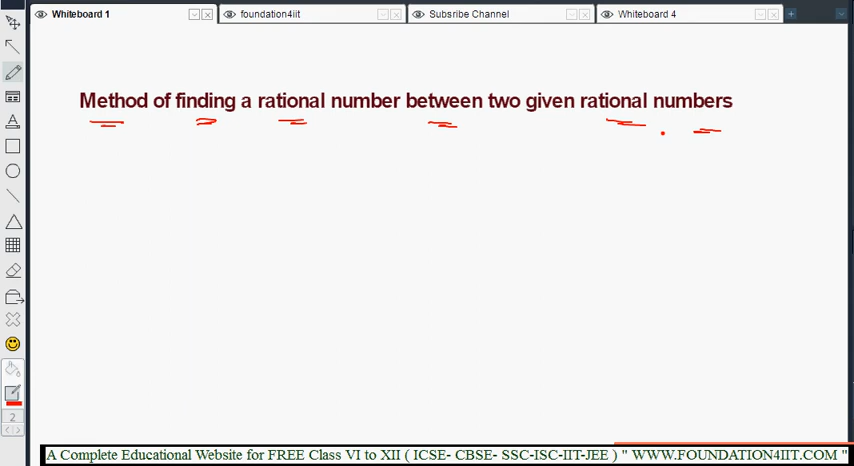 Whiteboard 1 foundation4iit Subsribe Channel Whiteboard 4
Method of finding a rational number between two given rational numbers
2
A Complete Educational Website for FREE Class VI to XII ( ICSE- CBSE- SSC-ISC-IIT-JEE ) " WWW.FOUNDATION4IIT.COM "